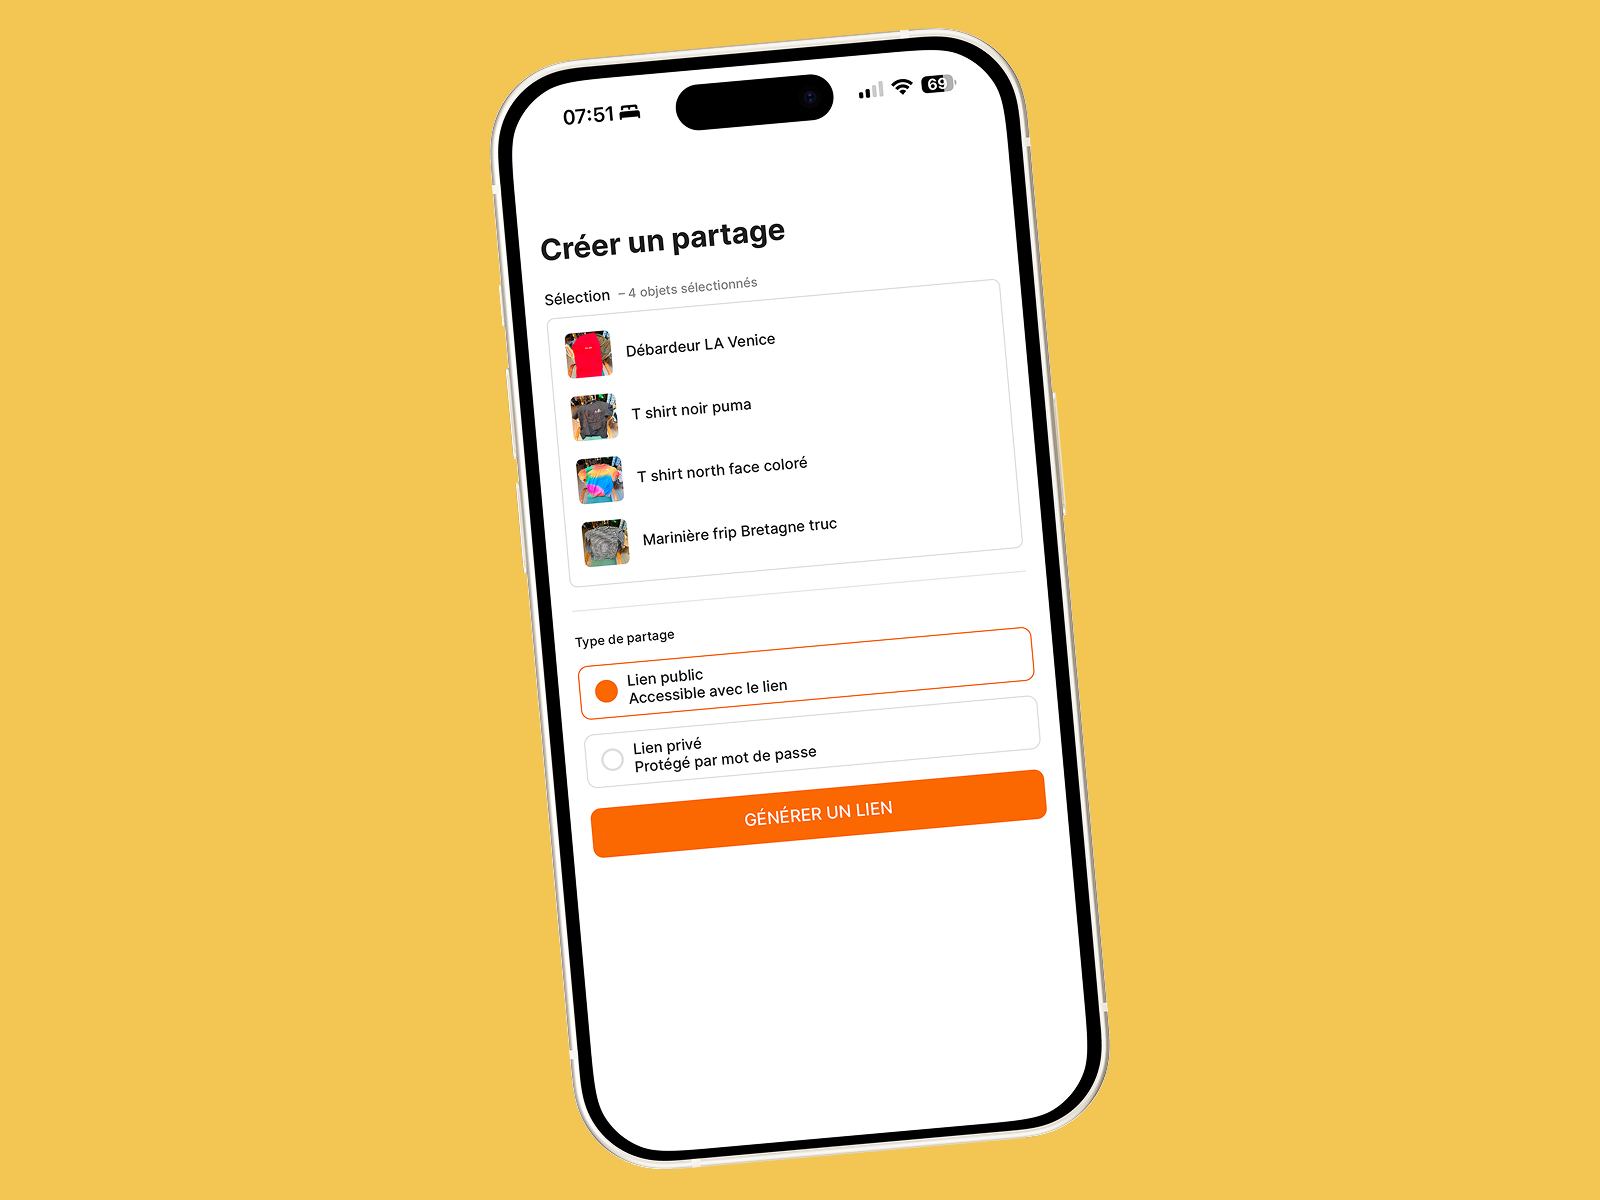 07:51
69
Créer un partage
Sélection – 4 objets sélectionnés
Débardeur LA Venice
T shirt noir puma
T shirt north face coloré
Marinière frip Bretagne truc
Type de partage
Lien public
Accessible avec le lien
Lien privé
Protégé par mot de passe
GÉNÉRER UN LIEN